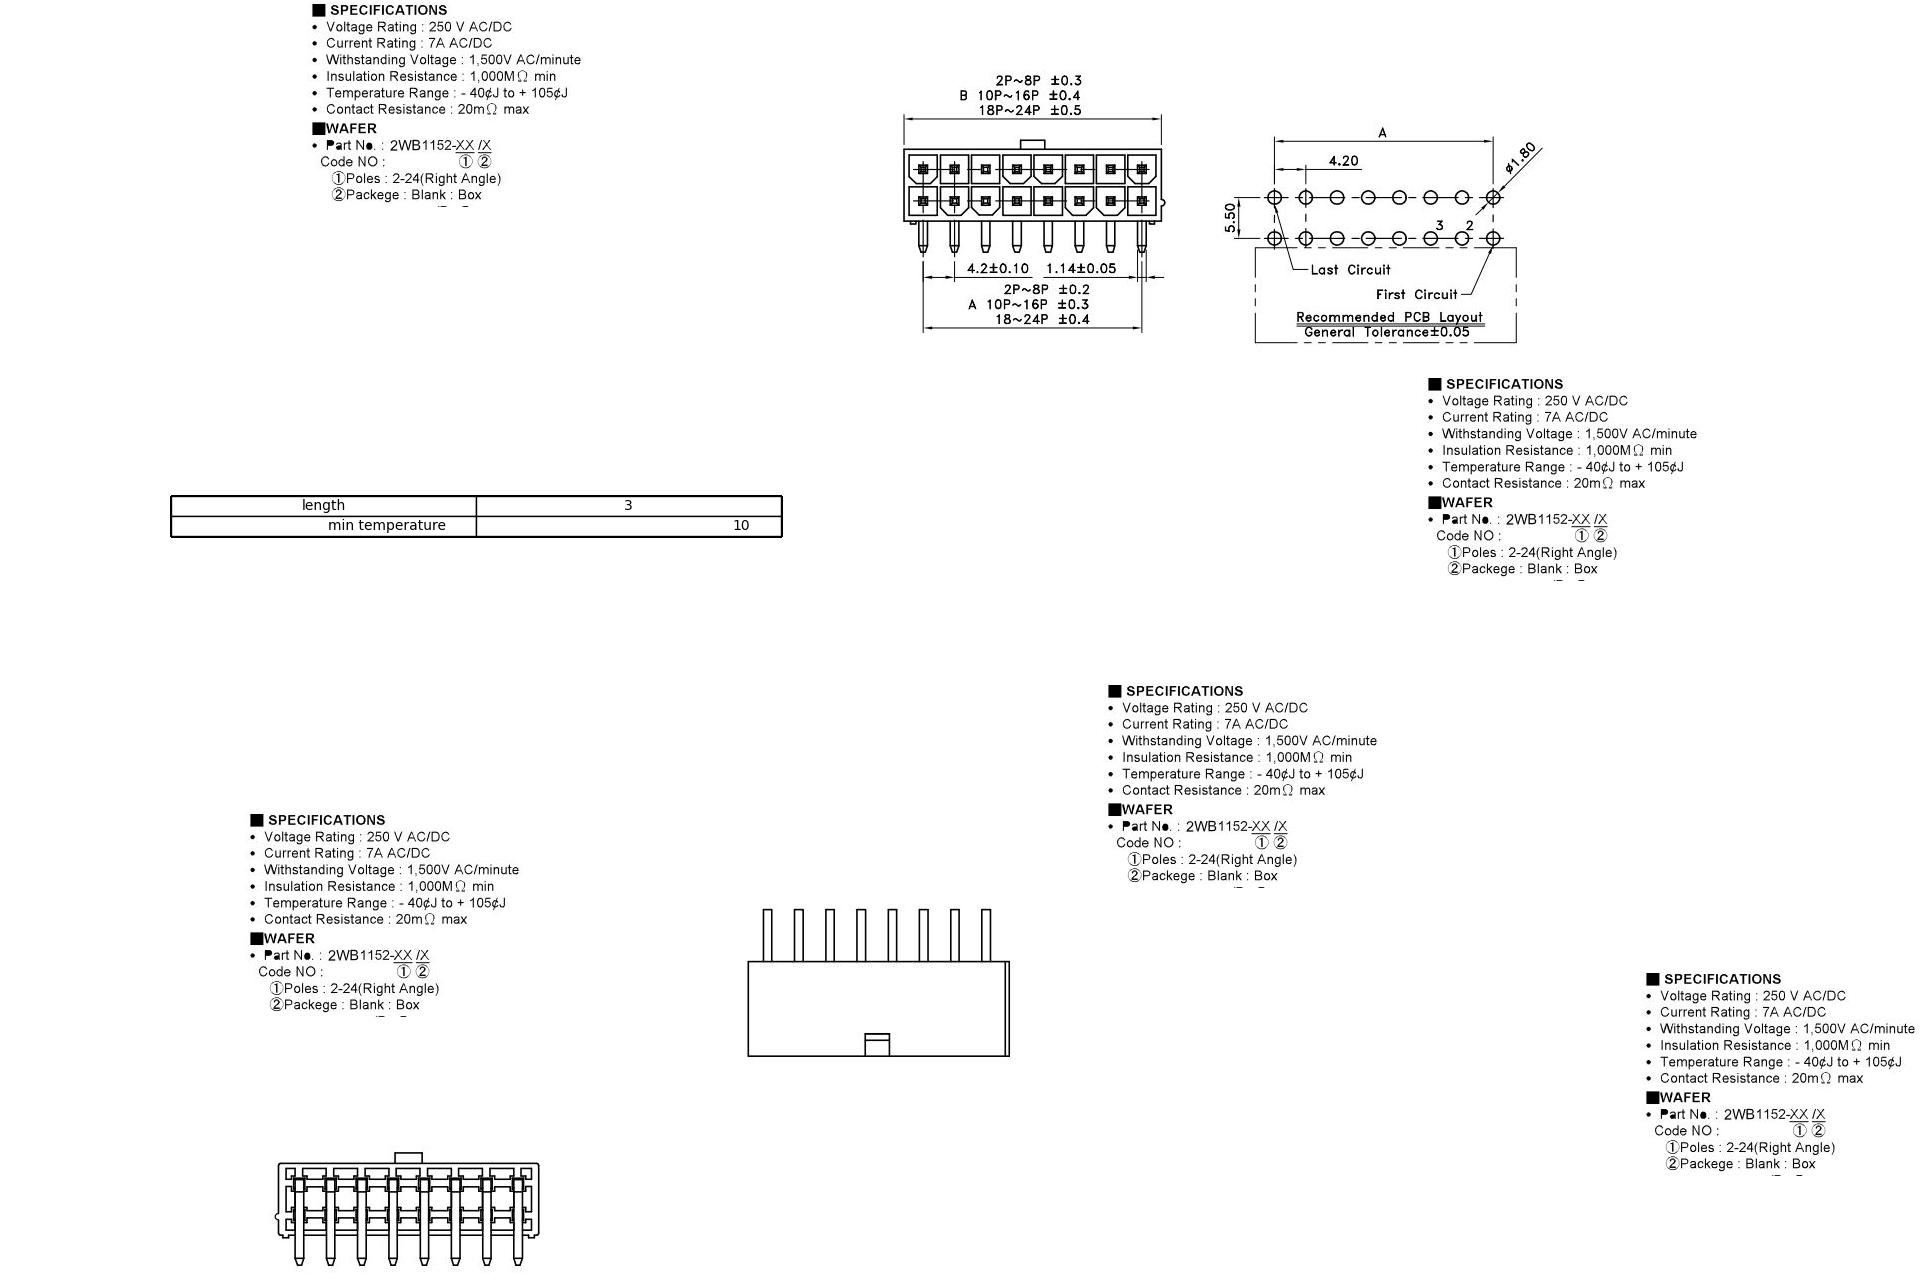 ■ SPECIFICATIONS
• Voltage Rating : 250 V AC/DC
• Current Rating : 7A AC/DC
• Withstanding Voltage : 1,500V AC/minute
• Insulation Resistance : 1,000MΩ min
• Temperature Range : - 40¢J to + 105¢J
• Contact Resistance : 20mΩ max
■WAFER
• Part No. : 2WB1152-XX /X
Code NO : ① ②
①Poles : 2-24(Right Angle)
②Packege : Blank : Box
2P~8P ±0.3
B 10P~16P ±0.4
18P~24P ±0.5
4.2±0.10 1.14±0.05
2P~8P ±0.2
A 10P~16P ±0.3
18~24P ±0.4
A
4.20
ø1.80
5.50
3 2
Last Circuit
First Circuit
Recommended PCB Layout
General Tolerance±0.05
■ SPECIFICATIONS
• Voltage Rating : 250 V AC/DC
• Current Rating : 7A AC/DC
• Withstanding Voltage : 1,500V AC/minute
• Insulation Resistance : 1,000MΩ min
• Temperature Range : - 40¢J to + 105¢J
• Contact Resistance : 20mΩ max
■WAFER
• Part No. : 2WB1152-XX /X
Code NO : ① ②
①Poles : 2-24(Right Angle)
②Packege : Blank : Box
length 3
min temperature 10
■ SPECIFICATIONS
• Voltage Rating : 250 V AC/DC
• Current Rating : 7A AC/DC
• Withstanding Voltage : 1,500V AC/minute
• Insulation Resistance : 1,000MΩ min
• Temperature Range : - 40¢J to + 105¢J
• Contact Resistance : 20mΩ max
■WAFER
• Part No. : 2WB1152-XX /X
Code NO : ① ②
①Poles : 2-24(Right Angle)
②Packege : Blank : Box
■ SPECIFICATIONS
• Voltage Rating : 250 V AC/DC
• Current Rating : 7A AC/DC
• Withstanding Voltage : 1,500V AC/minute
• Insulation Resistance : 1,000MΩ min
• Temperature Range : - 40¢J to + 105¢J
• Contact Resistance : 20mΩ max
■WAFER
• Part No. : 2WB1152-XX /X
Code NO : ① ②
①Poles : 2-24(Right Angle)
②Packege : Blank : Box
■ SPECIFICATIONS
• Voltage Rating : 250 V AC/DC
• Current Rating : 7A AC/DC
• Withstanding Voltage : 1,500V AC/minute
• Insulation Resistance : 1,000MΩ min
• Temperature Range : - 40¢J to + 105¢J
• Contact Resistance : 20mΩ max
■WAFER
• Part No. : 2WB1152-XX /X
Code NO : ① ②
①Poles : 2-24(Right Angle)
②Packege : Blank : Box